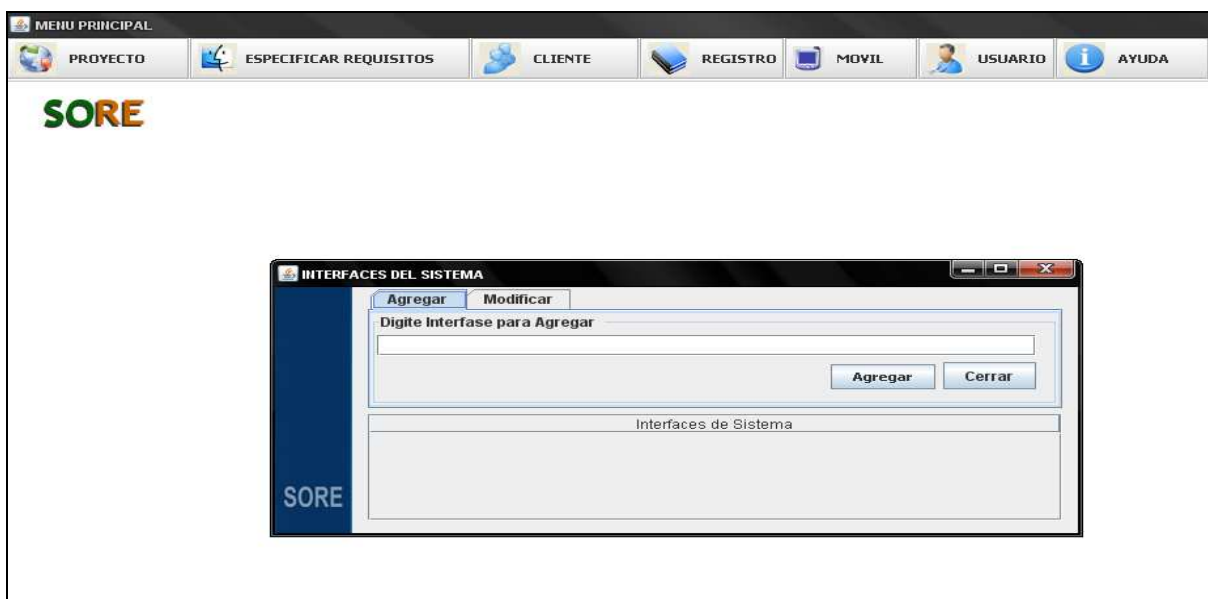 MENU PRINCIPAL
PROYECTO ESPECIFICAR REQUISITOS CLIENTE REGISTRO MOVIL USUARIO AYUDA
SORE
INTERFACES DEL SISTEMA
Agregar Modificar
Digite Interfase para Agregar
Agregar Cerrar
Interfaces de Sistema
SORE